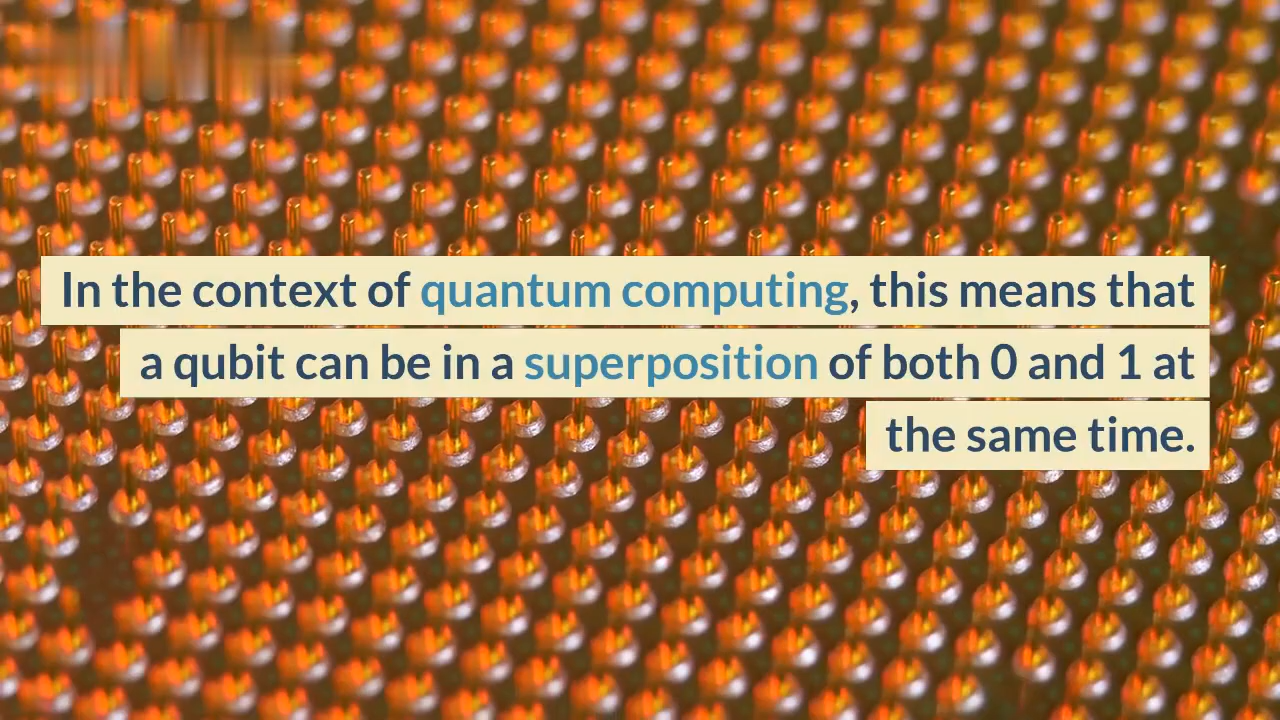 In the context of quantum computing, this means that
a qubit can be in a superposition of both 0 and 1 at
the same time.